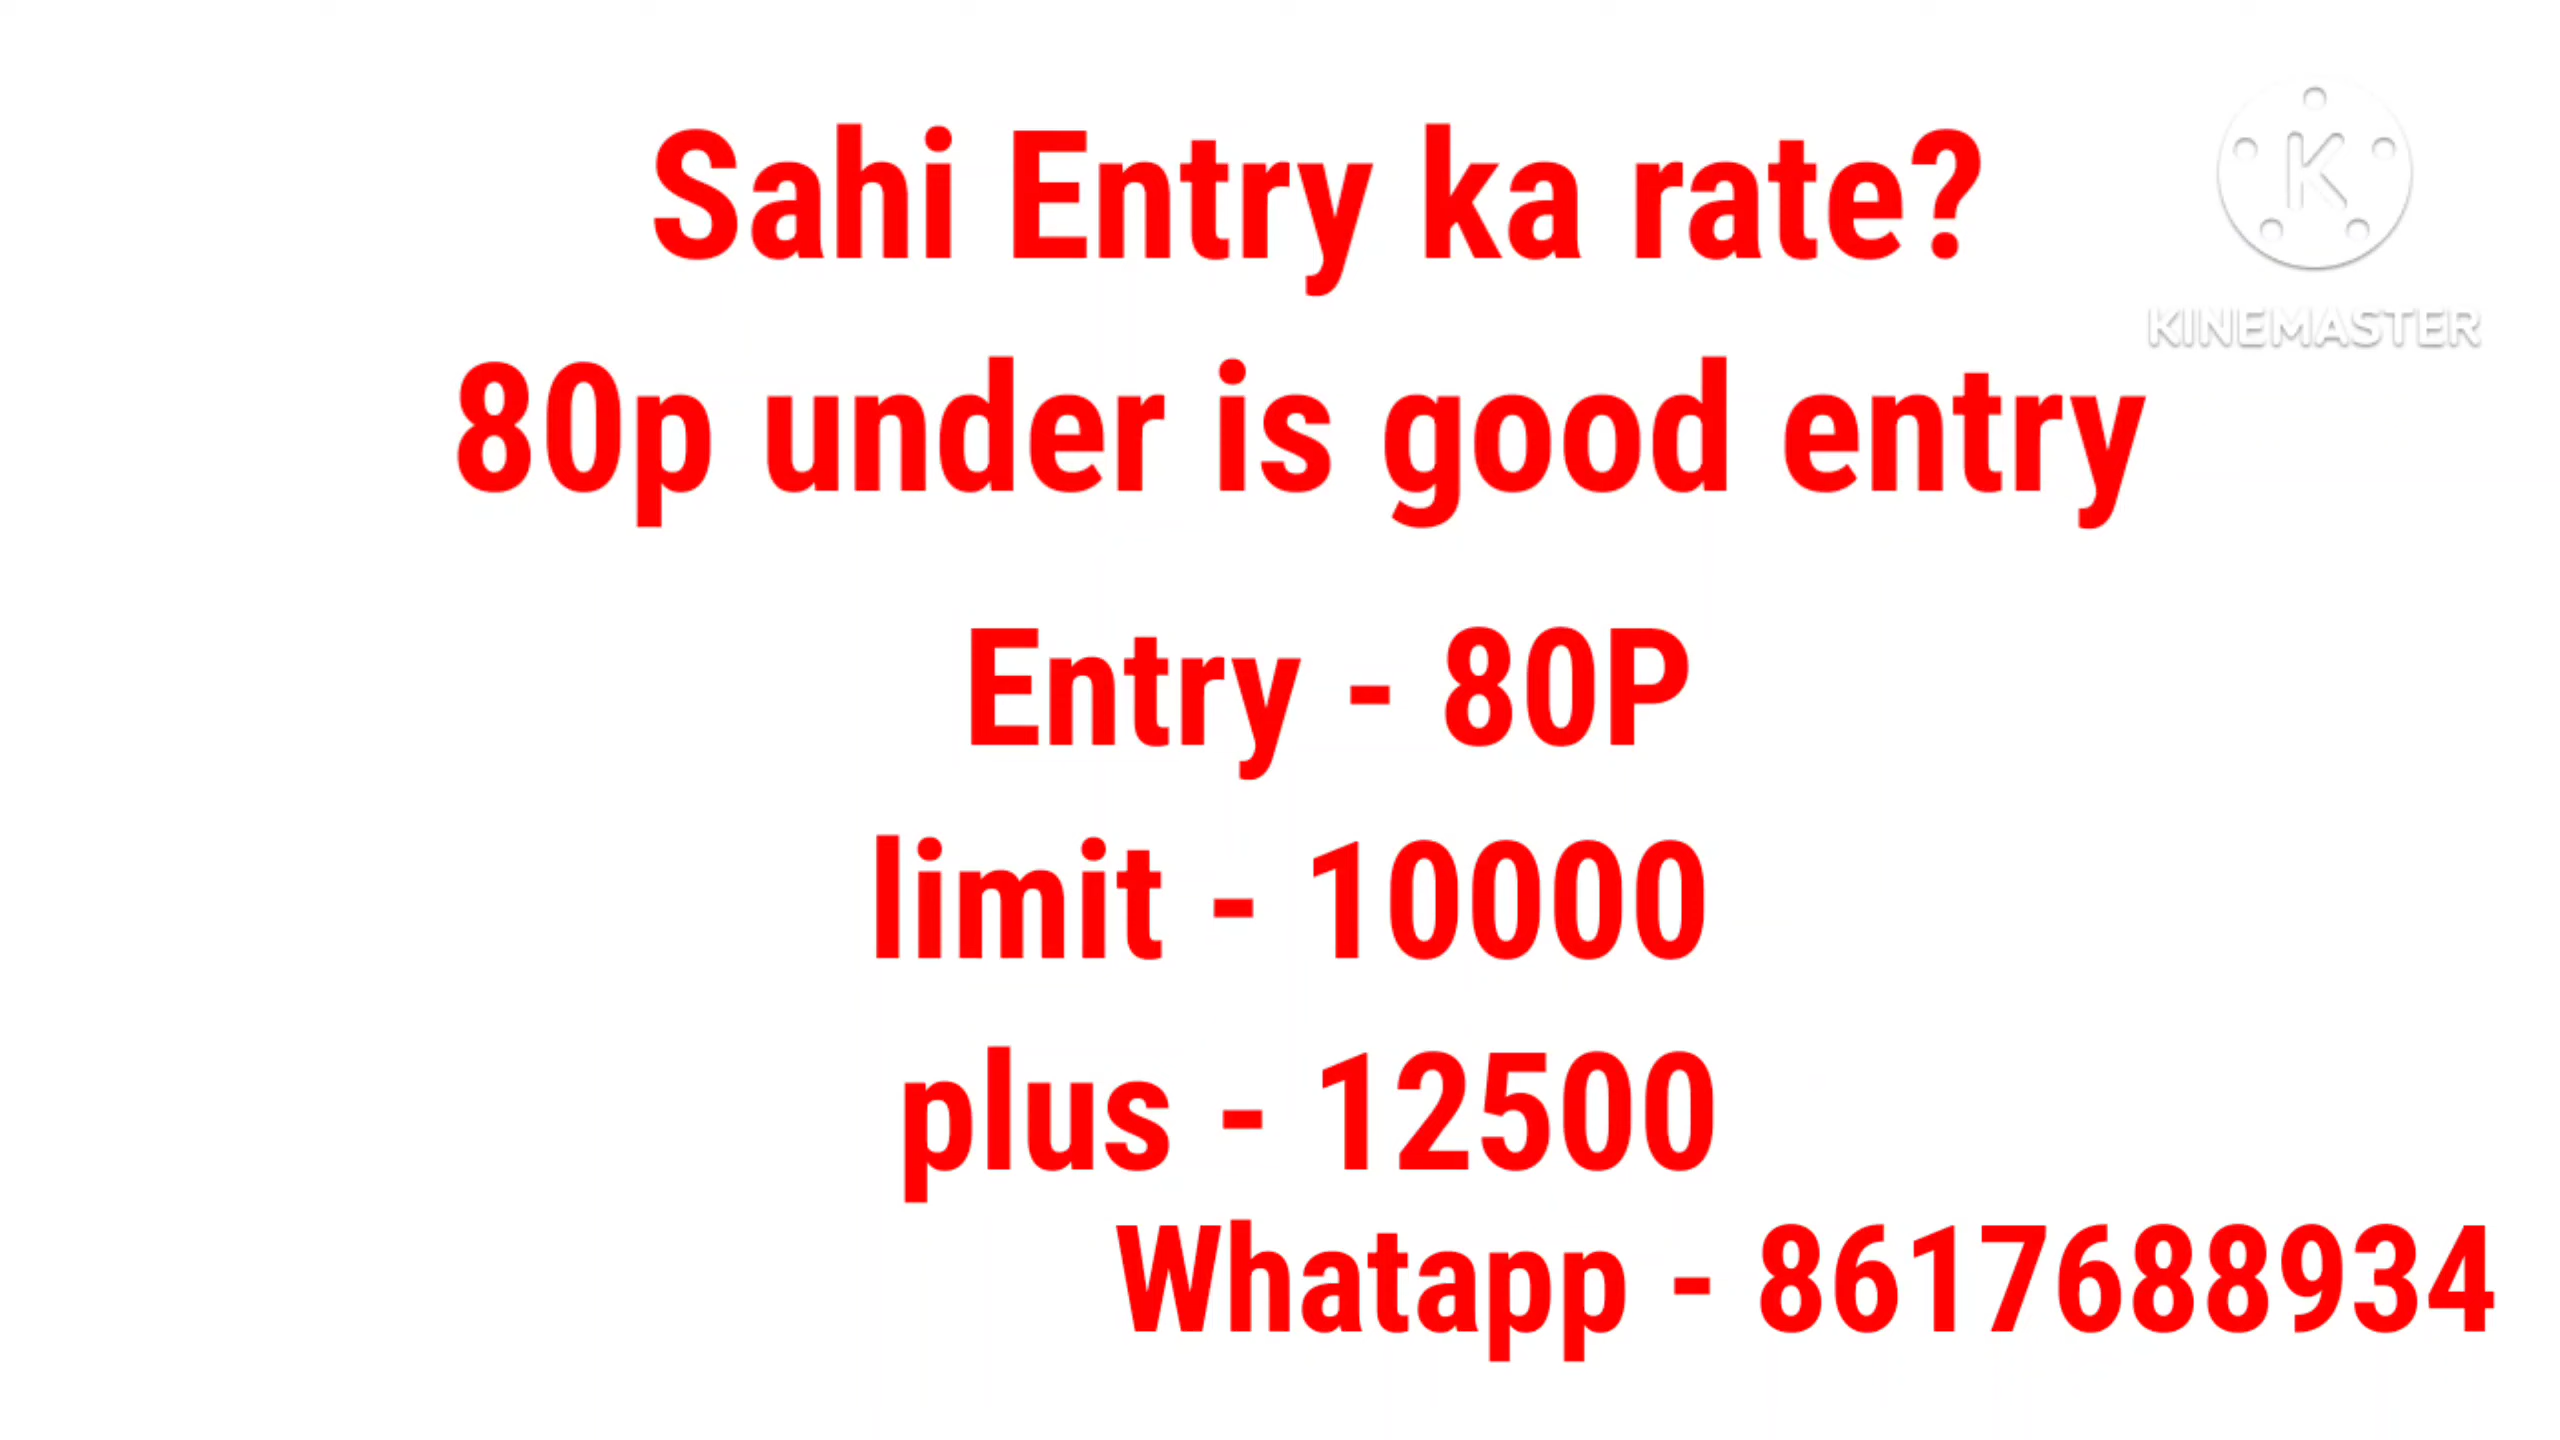 Sahi Entry ka rate?
KINEMASTER
80p under is good entry
Entry - 80P
limit - 10000
plus - 12500
Whatapp - 8617688934